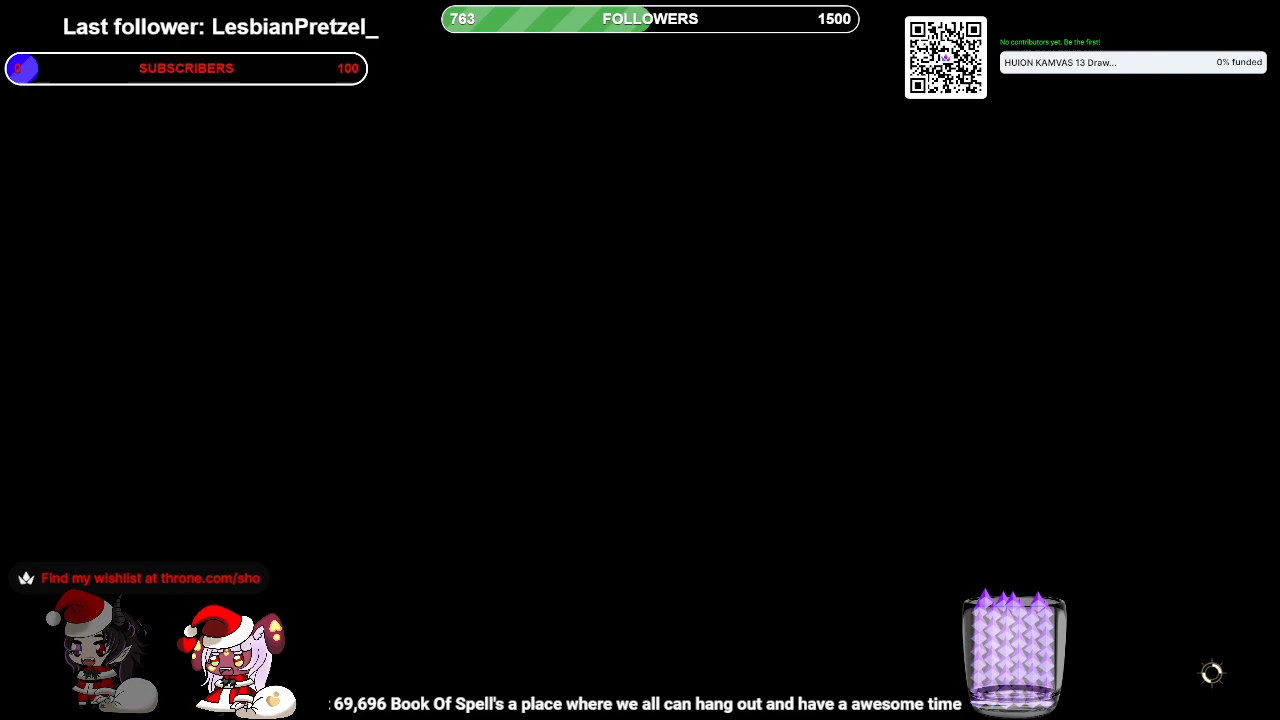 Last follower: LesbianPretzel_
763 FOLLOWERS 1500
0 SUBSCRIBERS 100
No contributors yet. Be the first!
HUION KAMVAS 13 Draw... 0% funded
Find my wishlist at throne.com/sho
: 69,696 Book Of Spell's a place where we all can hang out and have a awesome time